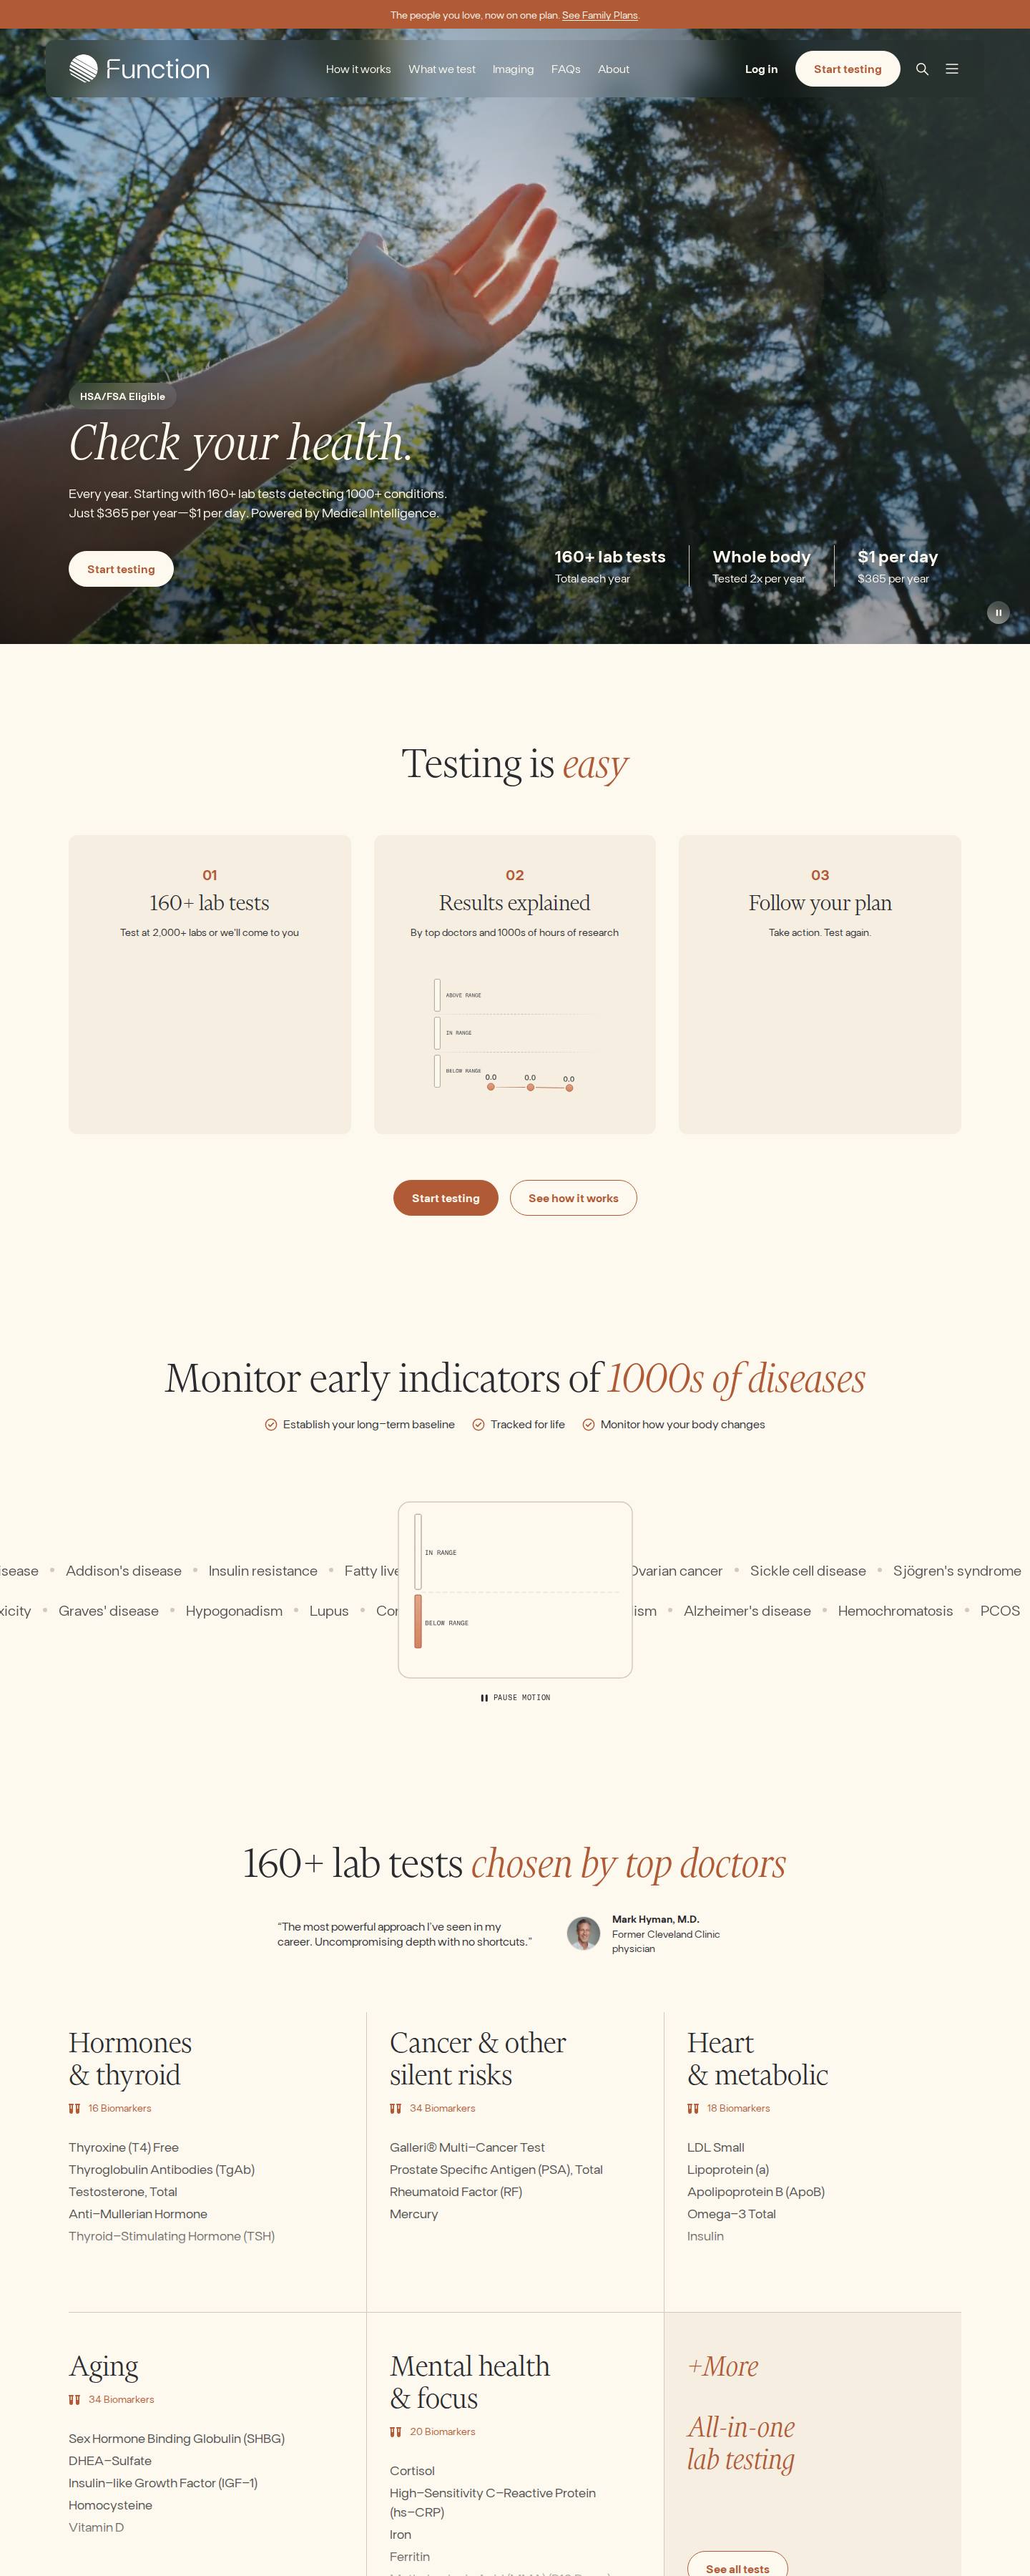 The people you love, now on one plan. See Family Plans.
Function
How it works What we test Imaging FAQs About
Log in
Start testing
HSA/FSA Eligible
Check your health.
Every year. Starting with 160+ lab tests detecting 1000+ conditions.
Just $365 per year—$1 per day. Powered by Medical Intelligence.
Start testing
160+ lab tests
Total each year
Whole body
Tested 2x per year
$1 per day
$365 per year
Testing is easy
01
160+ lab tests
Test at 2,000+ labs or we'll come to you
02
Results explained
By top doctors and 1000s of hours of research
ABOVE RANGE
IN RANGE
BELOW RANGE
0.0 0.0 0.0
03
Follow your plan
Take action. Test again.
Start testing
See how it works
Monitor early indicators of 1000s of diseases
Establish your long-term baseline
Tracked for life
Monitor how your body changes
isease • Addison's disease • Insulin resistance • Fatty live
Ovarian cancer • Sickle cell disease • Sjögren's syndrome
xicity • Graves' disease • Hypogonadism • Lupus • Con
ism • Alzheimer's disease • Hemochromatosis • PCOS
IN RANGE
BELOW RANGE
PAUSE MOTION
160+ lab tests chosen by top doctors
"The most powerful approach I've seen in my
career. Uncompromising depth with no shortcuts."
Mark Hyman, M.D.
Former Cleveland Clinic
physician
Hormones
& thyroid
16 Biomarkers
Thyroxine (T4) Free
Thyroglobulin Antibodies (TgAb)
Testosterone, Total
Anti-Mullerian Hormone
Thyroid-Stimulating Hormone (TSH)
Cancer & other
silent risks
34 Biomarkers
Galleri® Multi-Cancer Test
Prostate Specific Antigen (PSA), Total
Rheumatoid Factor (RF)
Mercury
Heart
& metabolic
18 Biomarkers
LDL Small
Lipoprotein (a)
Apolipoprotein B (ApoB)
Omega-3 Total
Insulin
Aging
34 Biomarkers
Sex Hormone Binding Globulin (SHBG)
DHEA-Sulfate
Insulin-like Growth Factor (IGF-1)
Homocysteine
Vitamin D
Mental health
& focus
20 Biomarkers
Cortisol
High-Sensitivity C-Reactive Protein
(hs-CRP)
Iron
Ferritin
+More
All-in-one
lab testing
See all tests